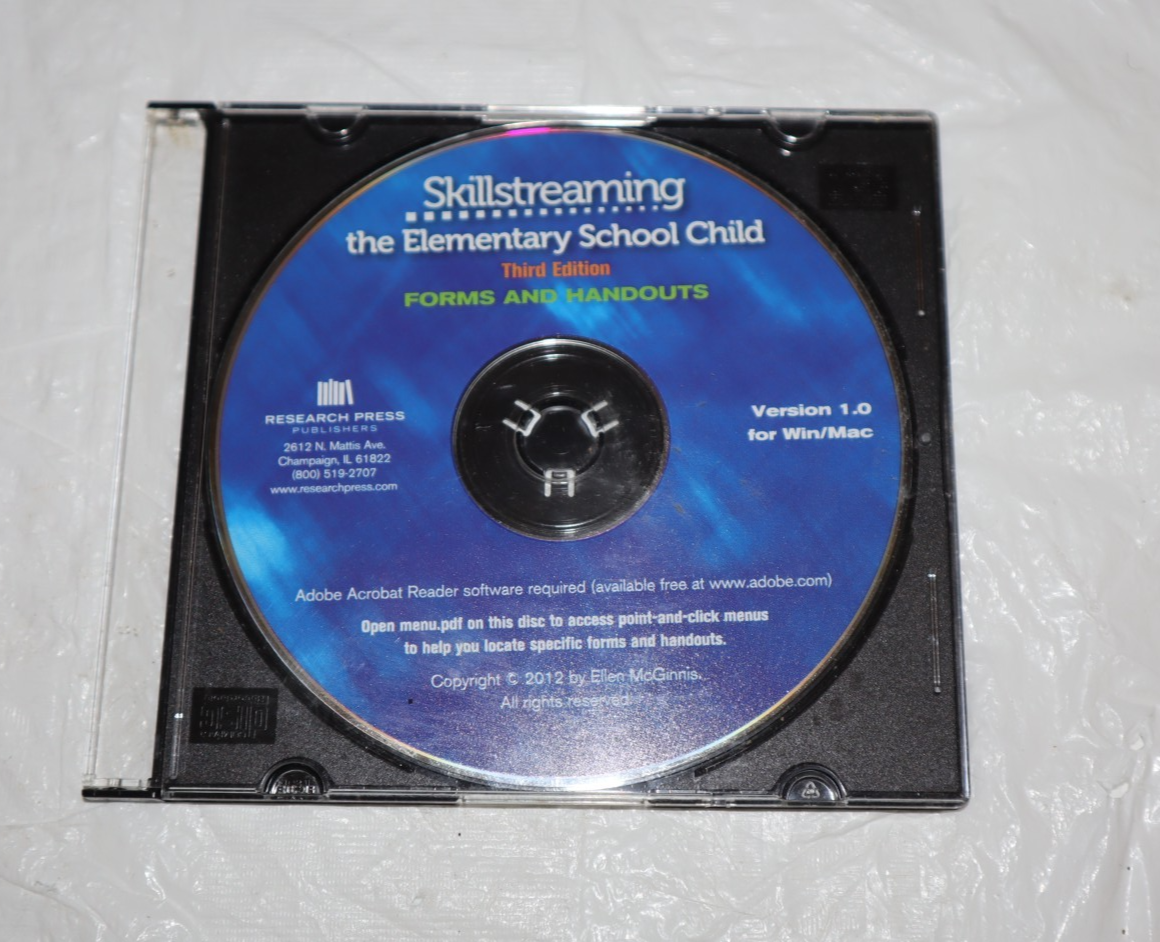 Skillstreaming
the Elementary School Child
Third Edition
FORMS AND HANDOUTS
RESEARCH PRESS
PUBLISHERS
2612 N. Mattis Ave.
Champaign, IL 61822
(800) 519-2707
www.researchpress.com
Version 1.0
for Win/Mac
Adobe Acrobat Reader software required (available free at www.adobe.com)
Open menu.pdf on this disc to access point-and-click menus
to help you locate specific forms and handouts.
Copyright © 2012 by Ellen McGinnis.
All rights reserved.